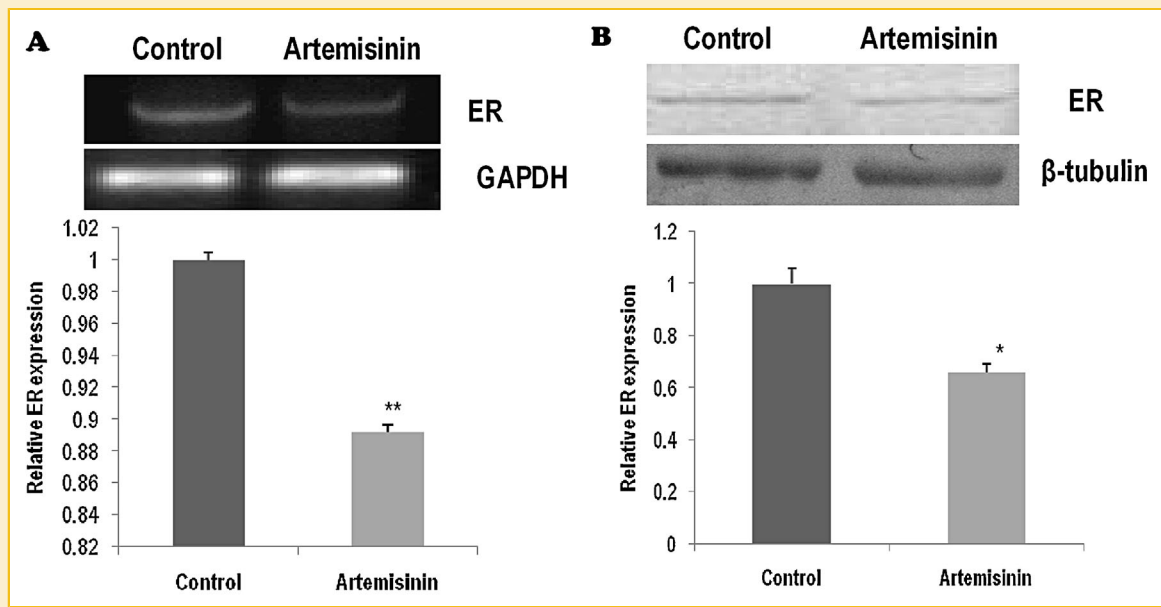 A
Control Artemisinin
ER
GAPDH
1.02
1
0.98
0.96
0.94
0.92
0.9
0.88
0.86
0.84
0.82
Relative ER expression
**
Control Artemisinin
B
Control Artemisinin
ER
β-tubulin
1.2
1
0.8
0.6
0.4
0.2
0
Relative ER expression
*
Control Artemisinin